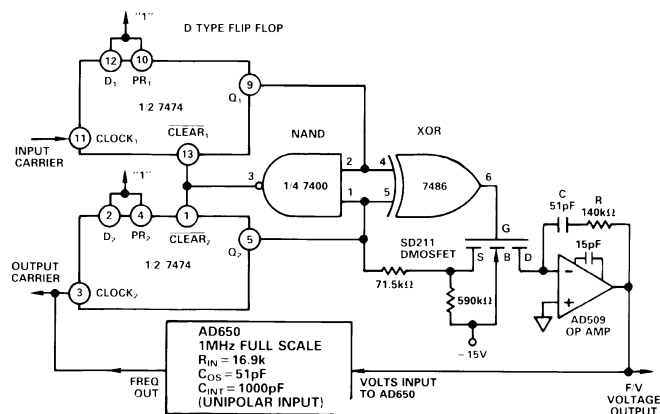 "1"
D TYPE FLIP FLOP
12
10
D1
PR1
9
Q1
1/2 7474
11
CLOCK1
CLEAR1
INPUT CARRIER
13
NAND
XOR
3
2
1
1/4 7400
4
5
7486
6
"1"
2
4
1
D2
PR2
CLEAR2
5
Q2
1/2 7474
OUTPUT CARRIER
3
CLOCK2
SD211
DMOSFET
G
S
B
D
71.5kΩ
590kΩ
-15V
C
51pF
R
140kΩ
15pF
−
+
AD509
OP AMP
AD650
1MHz FULL SCALE
RIN = 16.9k
COS = 51pF
CINT = 1000pF
(UNIPOLAR INPUT)
FREQ
OUT
VOLTS INPUT
TO AD650
F/V
VOLTAGE
OUTPUT